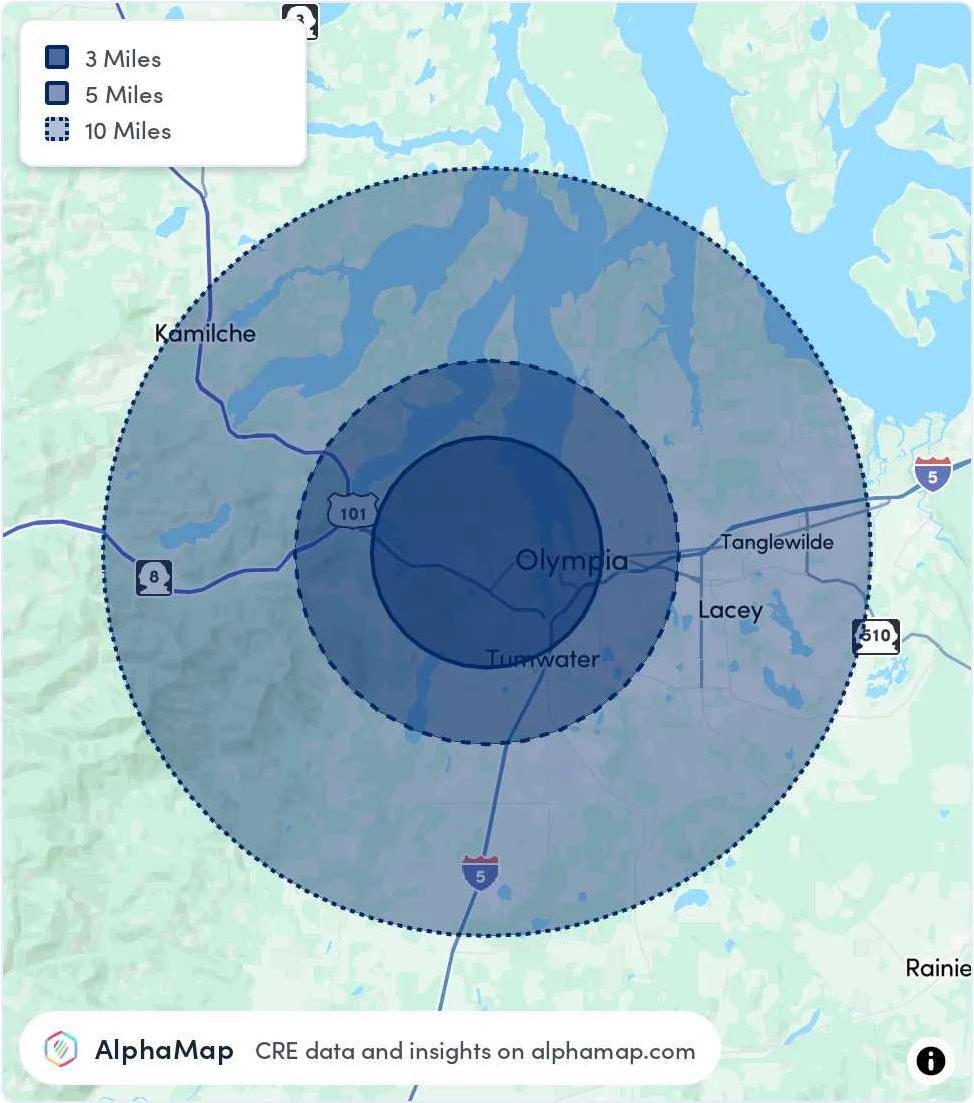 3
3 Miles
5 Miles
10 Miles
Kamilche
5
101
Tanglewilde
Olympia
8
Lacey
510
Tumwater
5
Rainie
AlphaMap CRE data and insights on alphamap.com